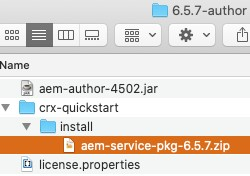 6.5.7-author
Name
aem-author-4502.jar
crx-quickstart
install
aem-service-pkg-6.5.7.zip
license.properties